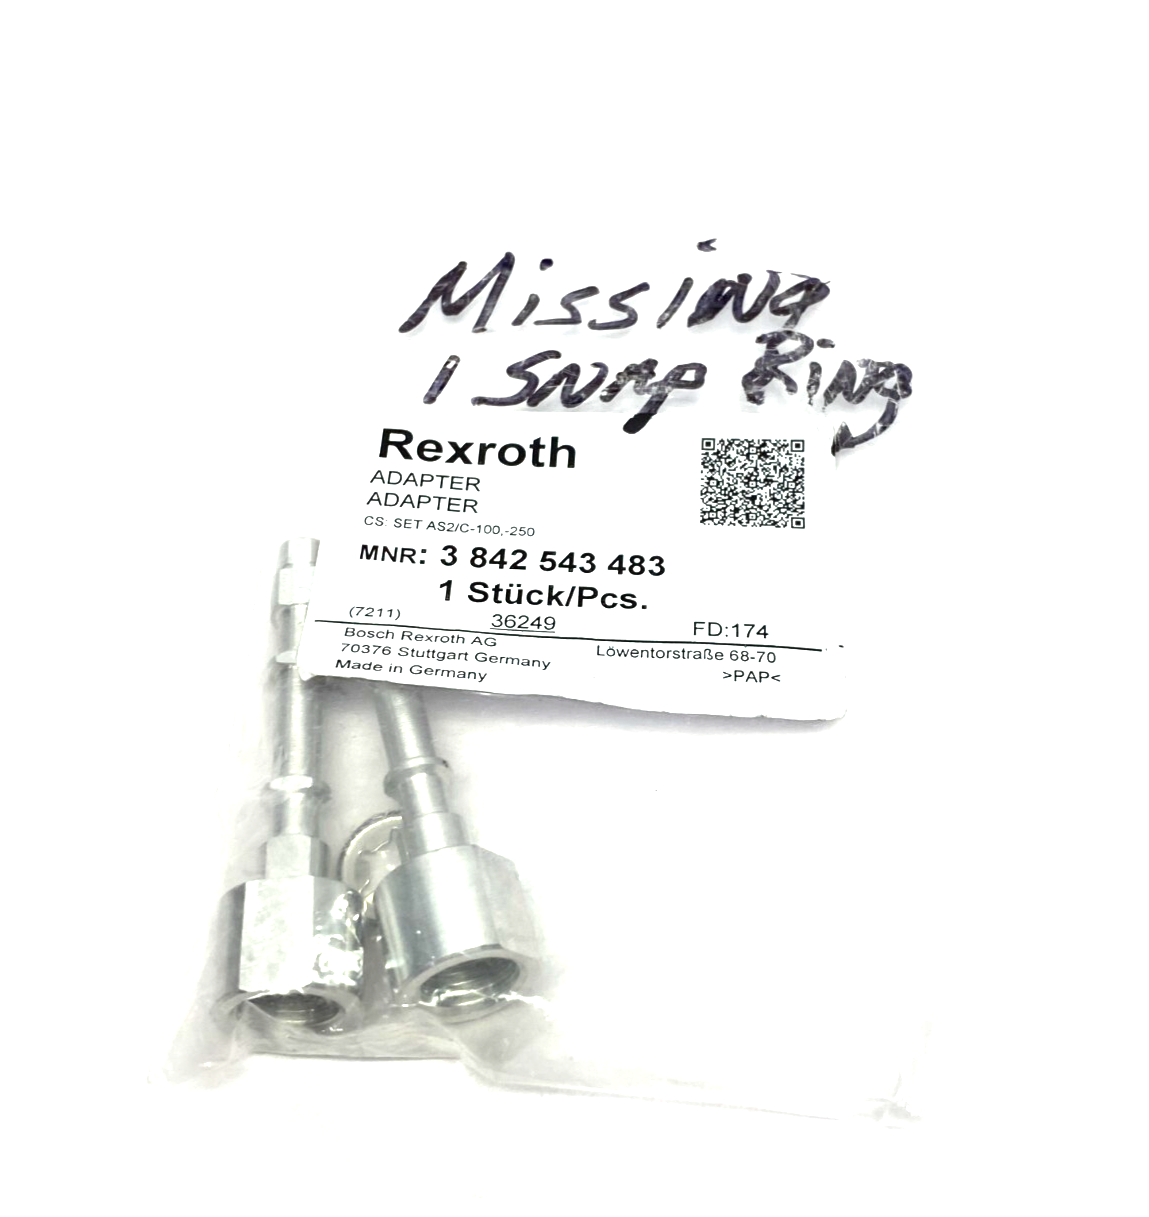 Missing
1 Snap Ring
Rexroth
ADAPTER
ADAPTER
CS: SET AS2/C-100,-250
MNR: 3 842 543 483
1 Stück/Pcs.
(7211) 36249 FD:174
Bosch Rexroth AG Löwentorstraße 68-70
70376 Stuttgart Germany >PAP<
Made in Germany